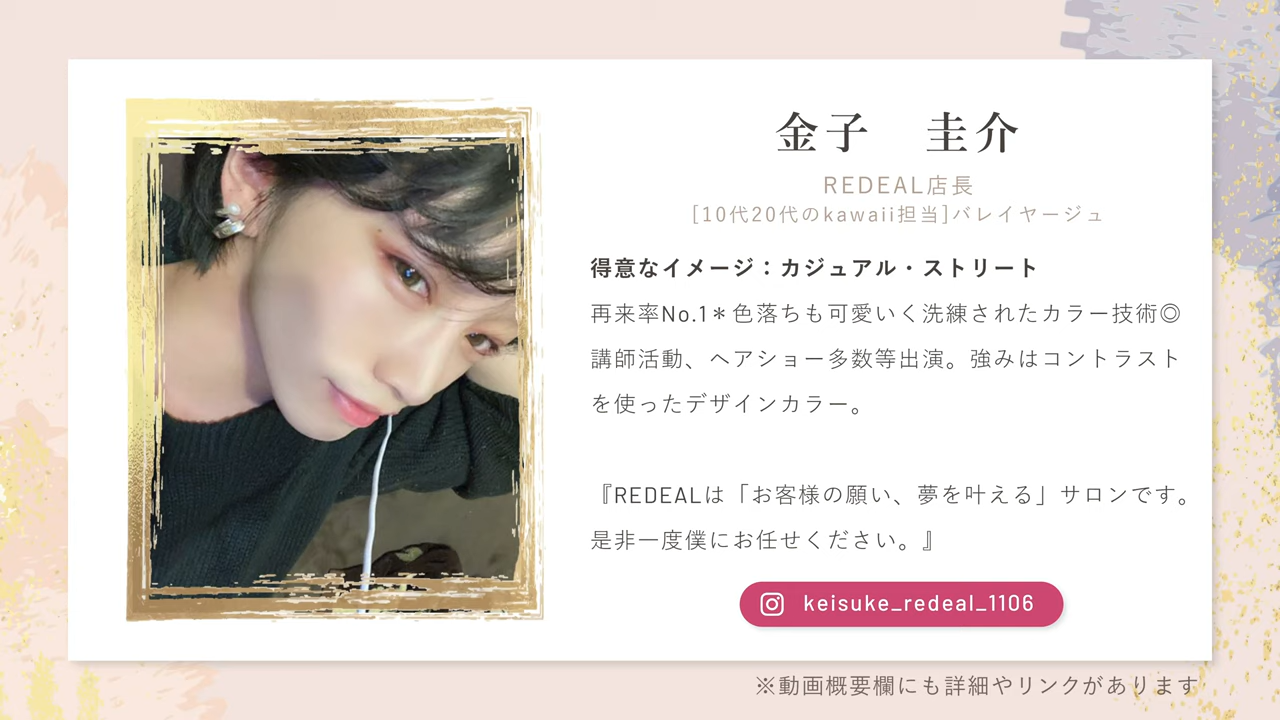 金子　圭介
REDEAL店長
[10代20代のkawaii担当]バレイヤージュ
得意なイメージ：カジュアル・ストリート
再来率No.1＊色落ちも可愛いく洗練されたカラー技術◎
講師活動、ヘアショー多数等出演。強みはコントラスト
を使ったデザインカラー。
『REDEALは「お客様の願い、夢を叶える」サロンです。
是非一度僕にお任せください。』
keisuke_redeal_1106
※動画概要欄にも詳細やリンクがあります